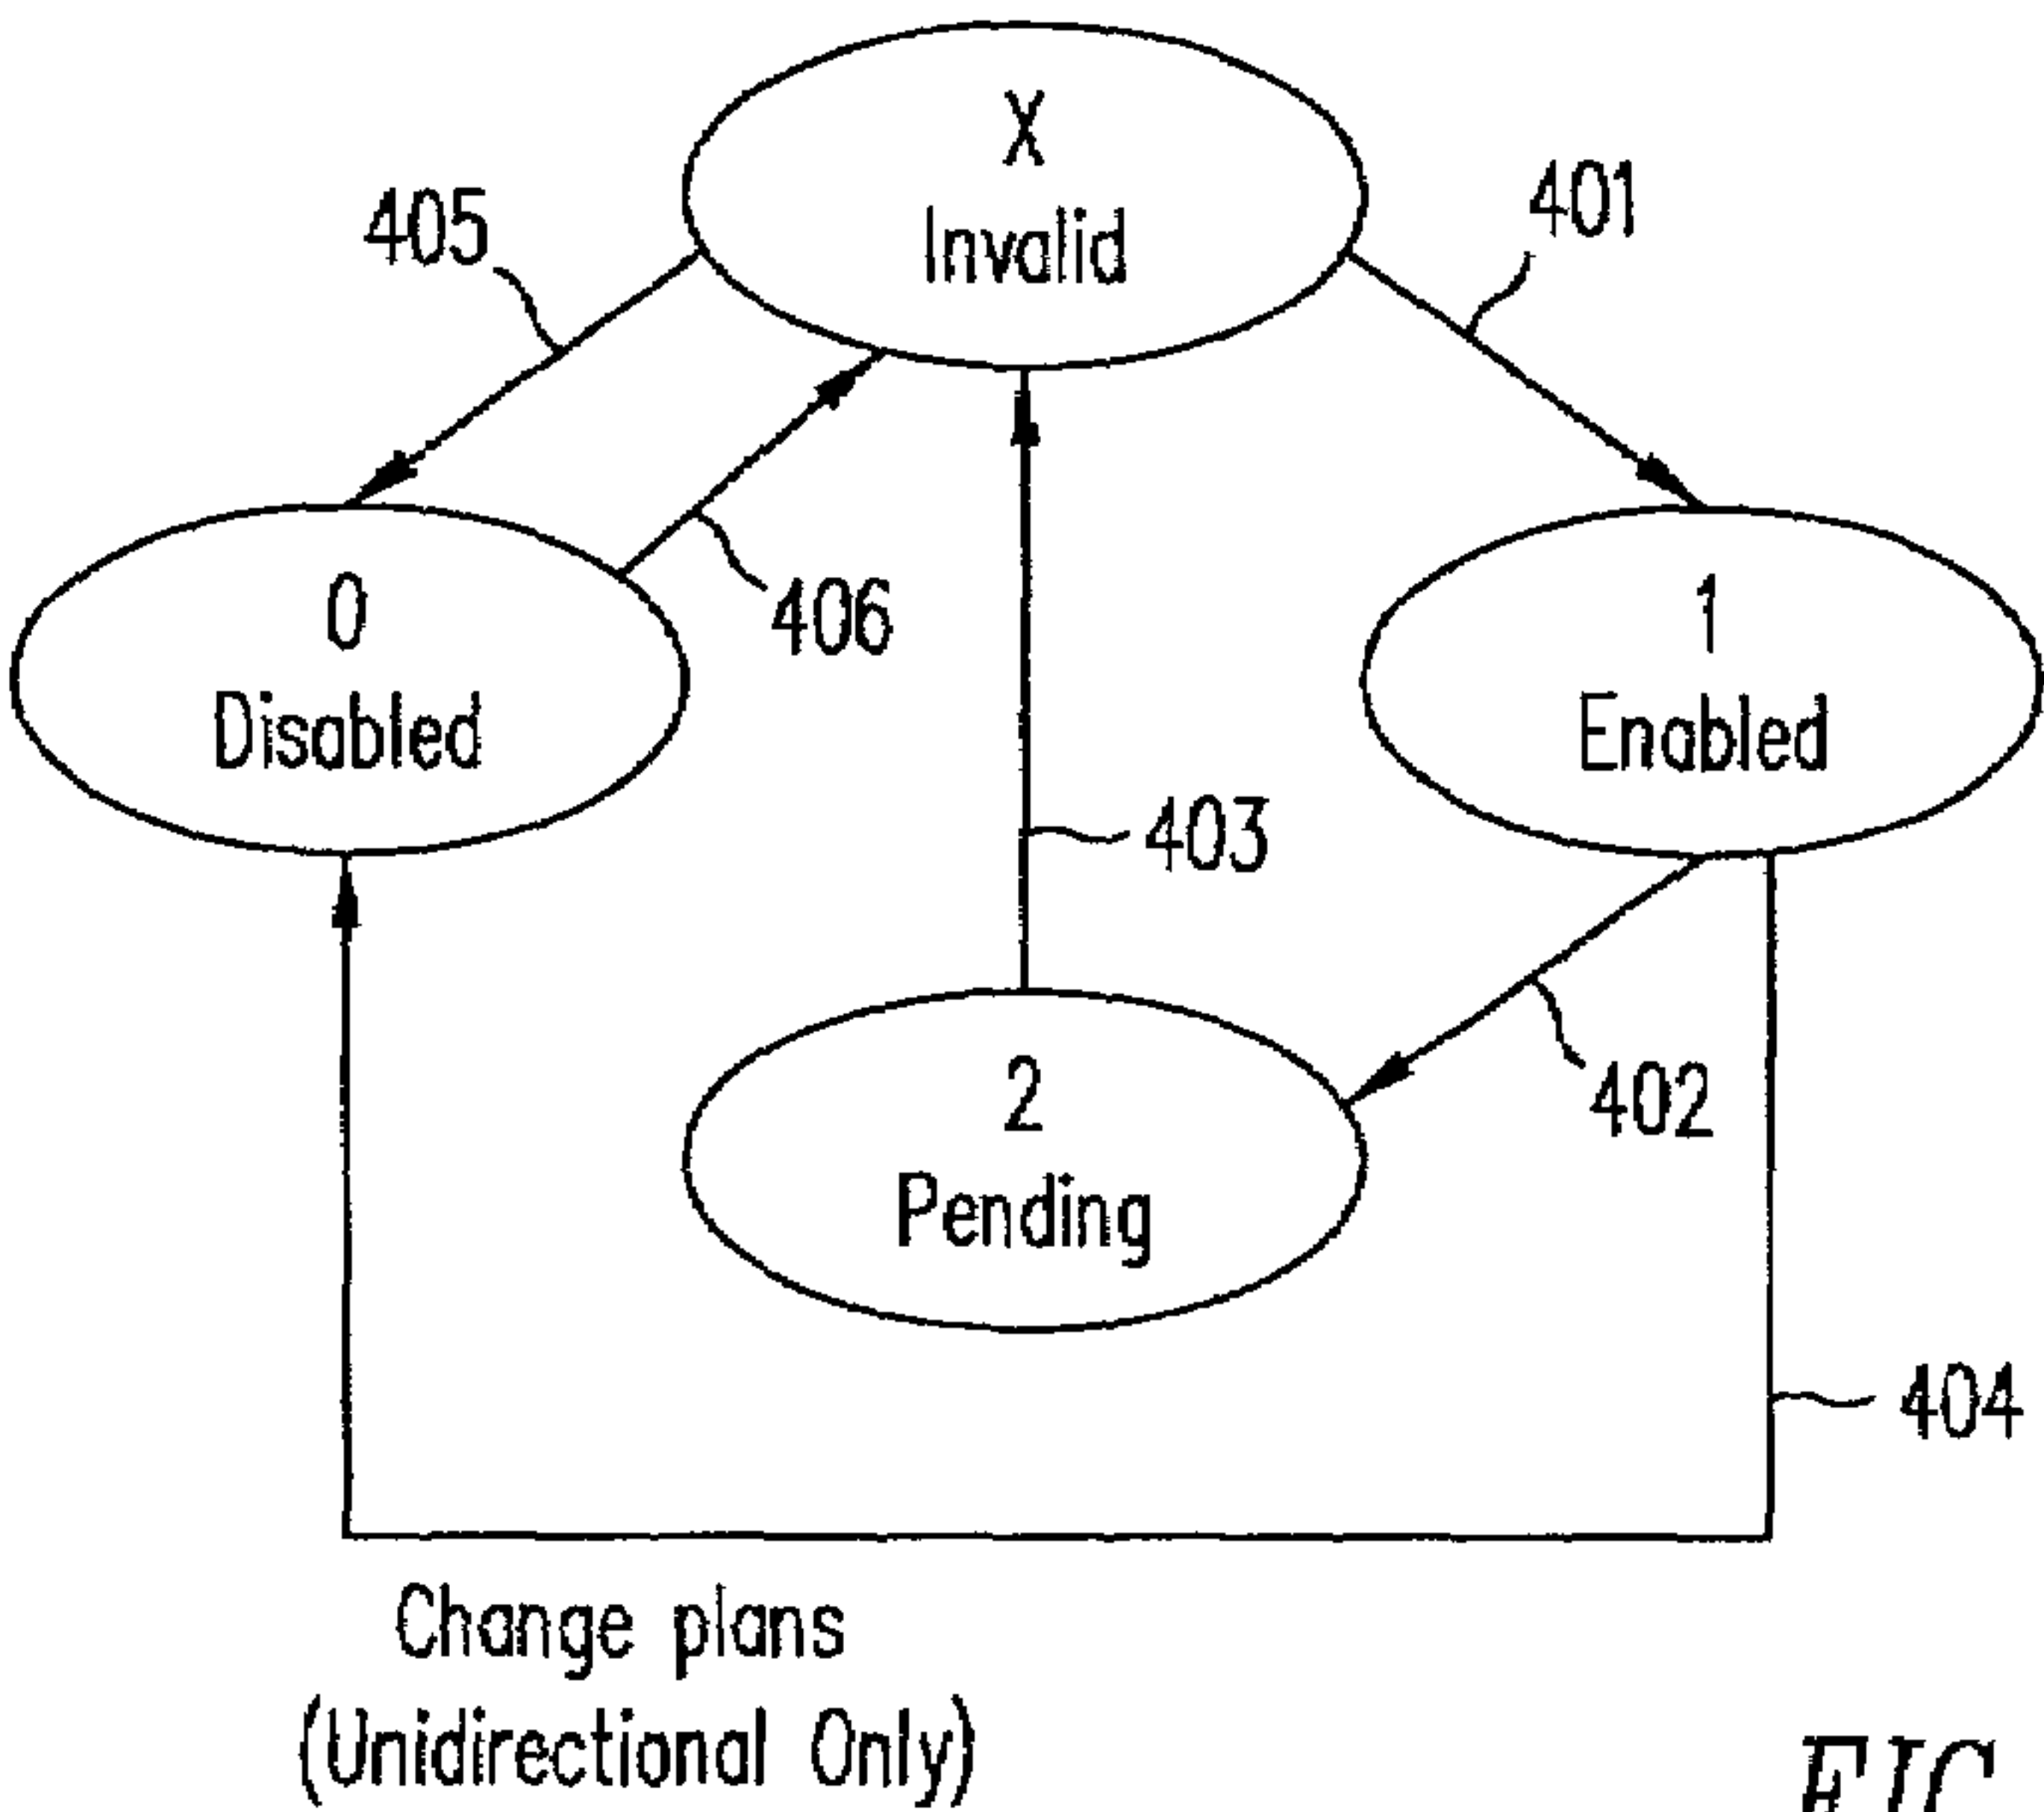 X
Invalid
405
401
0
Disabled
406
1
Enabled
403
2
Pending
402
404
Change plans
(Unidirectional Only)